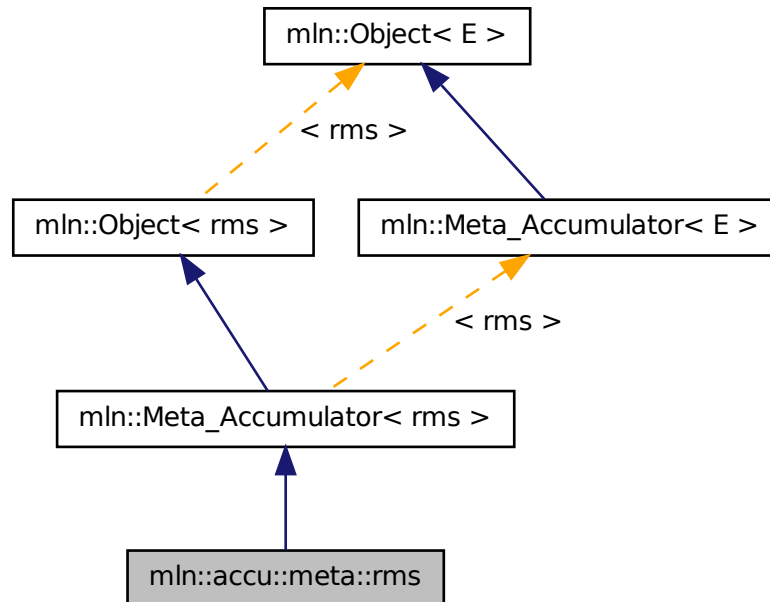 mln::Object< E >
< rms >
mln::Object< rms >
mln::Meta_Accumulator< E >
< rms >
mln::Meta_Accumulator< rms >
mln::accu::meta::rms